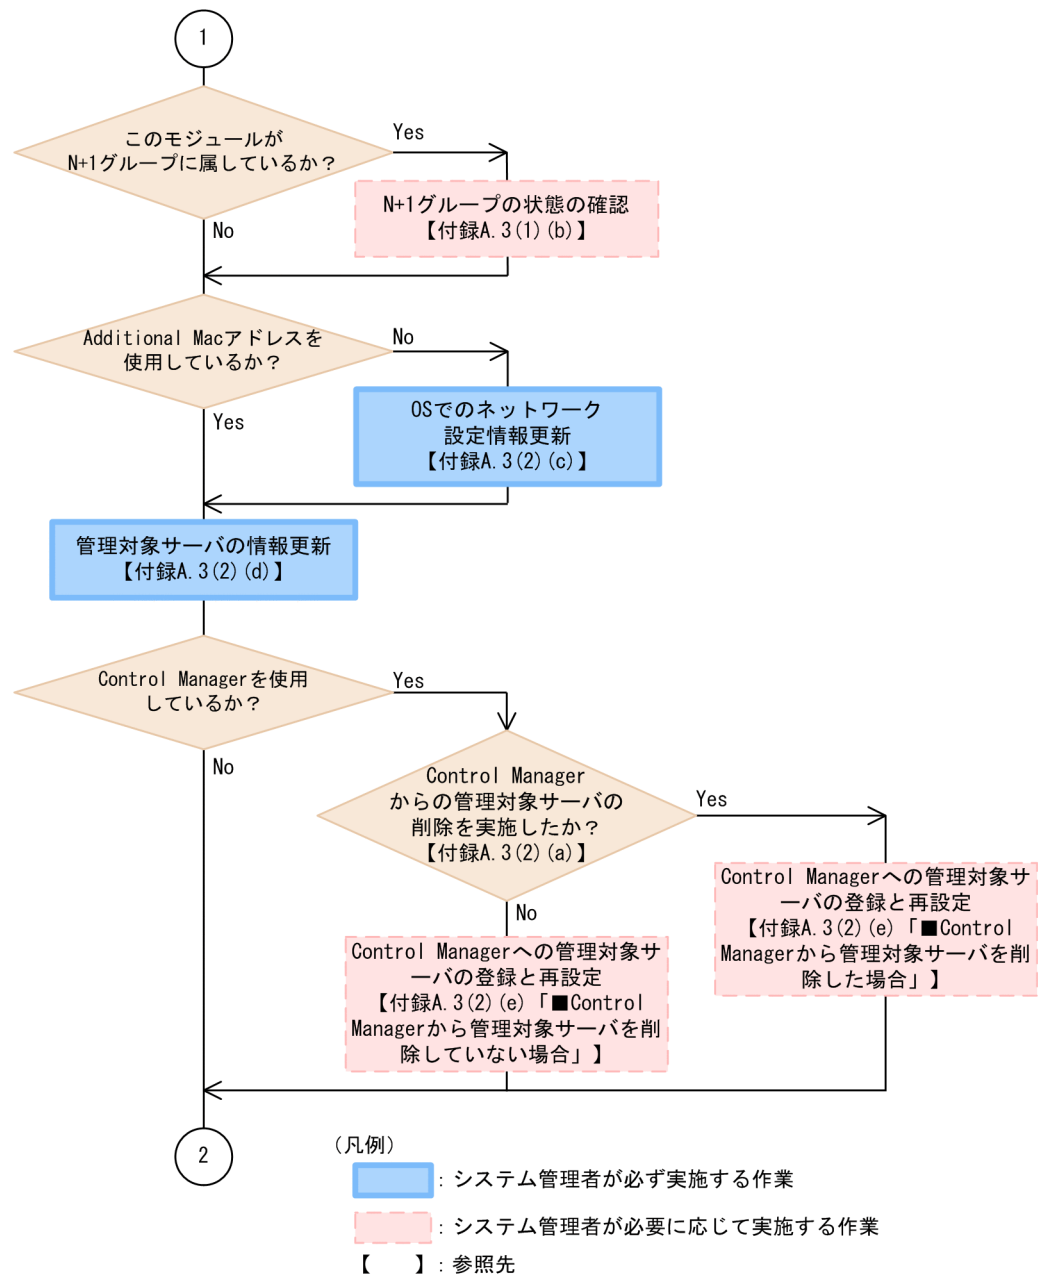 1
このモジュールが
N+1グループに属しているか？
Yes
N+1グループの状態の確認
【付録A.3(1)(b)】
No
Additional Macアドレスを
使用しているか？
No
OSでのネットワーク
設定情報更新
【付録A.3(2)(c)】
Yes
管理対象サーバの情報更新
【付録A.3(2)(d)】
Control Managerを使用
しているか？
Yes
No
Control Manager
からの管理対象サーバの
削除を実施したか？
【付録A.3(2)(a)】
Yes
Control Managerへの管理対象サ
ーバの登録と再設定
【付録A.3(2)(e)「■Control
Managerから管理対象サーバを削
除した場合」】
No
Control Managerへの管理対象サ
ーバの登録と再設定
【付録A.3(2)(e)「■Control
Managerから管理対象サーバを削
除していない場合」】
2
（凡例）
：システム管理者が必ず実施する作業
：システム管理者が必要に応じて実施する作業
【　　】：参照先